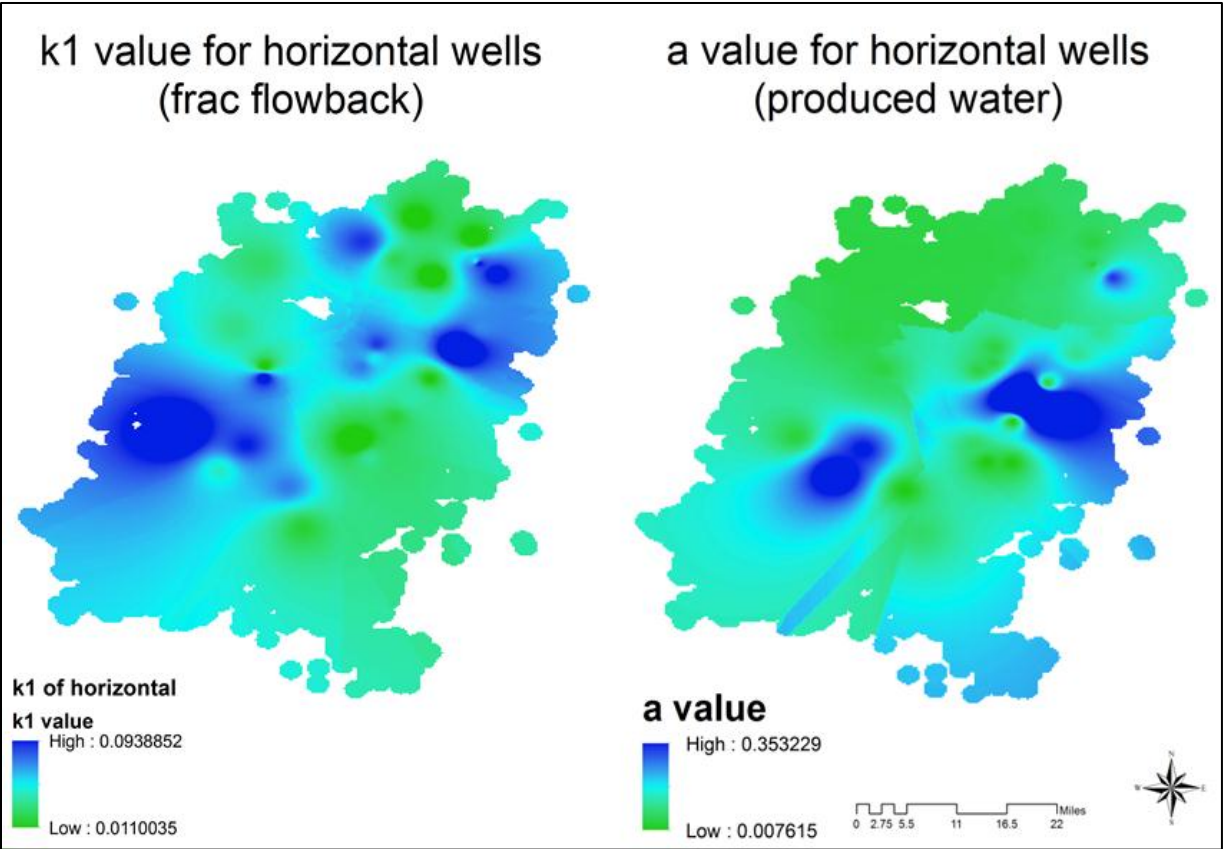 k1 value for horizontal wells
(frac flowback)
a value for horizontal wells
(produced water)
k1 of horizontal
k1 value
High : 0.0938852
Low : 0.0110035
a value
High : 0.353229
Low : 0.007615
Miles
0 2.75 5.5 11 16.5 22
N
W E
S